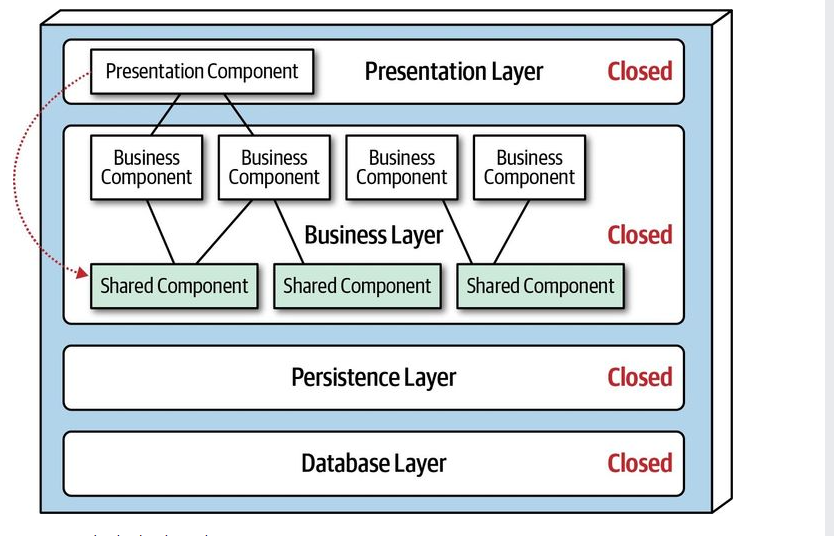 Presentation Component
Presentation Layer
Closed
Business
Component
Business
Component
Business
Component
Business
Component
Business Layer
Closed
Shared Component
Shared Component
Shared Component
Persistence Layer
Closed
Database Layer
Closed